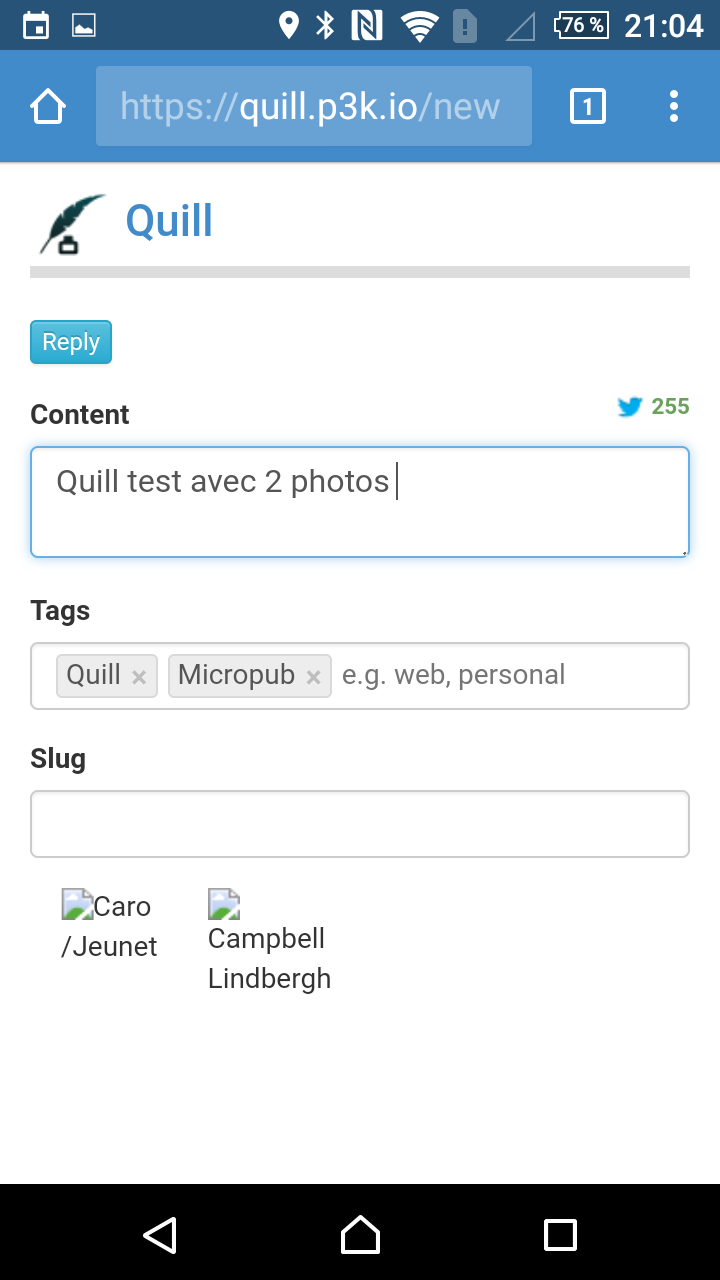 76 % 21:04
https://quill.p3k.io/new 1
Quill
Reply
Content 255
Quill test avec 2 photos
Tags
Quill × Micropub × e.g. web, personal
Slug
Caro
/Jeunet
Campbell
Lindbergh